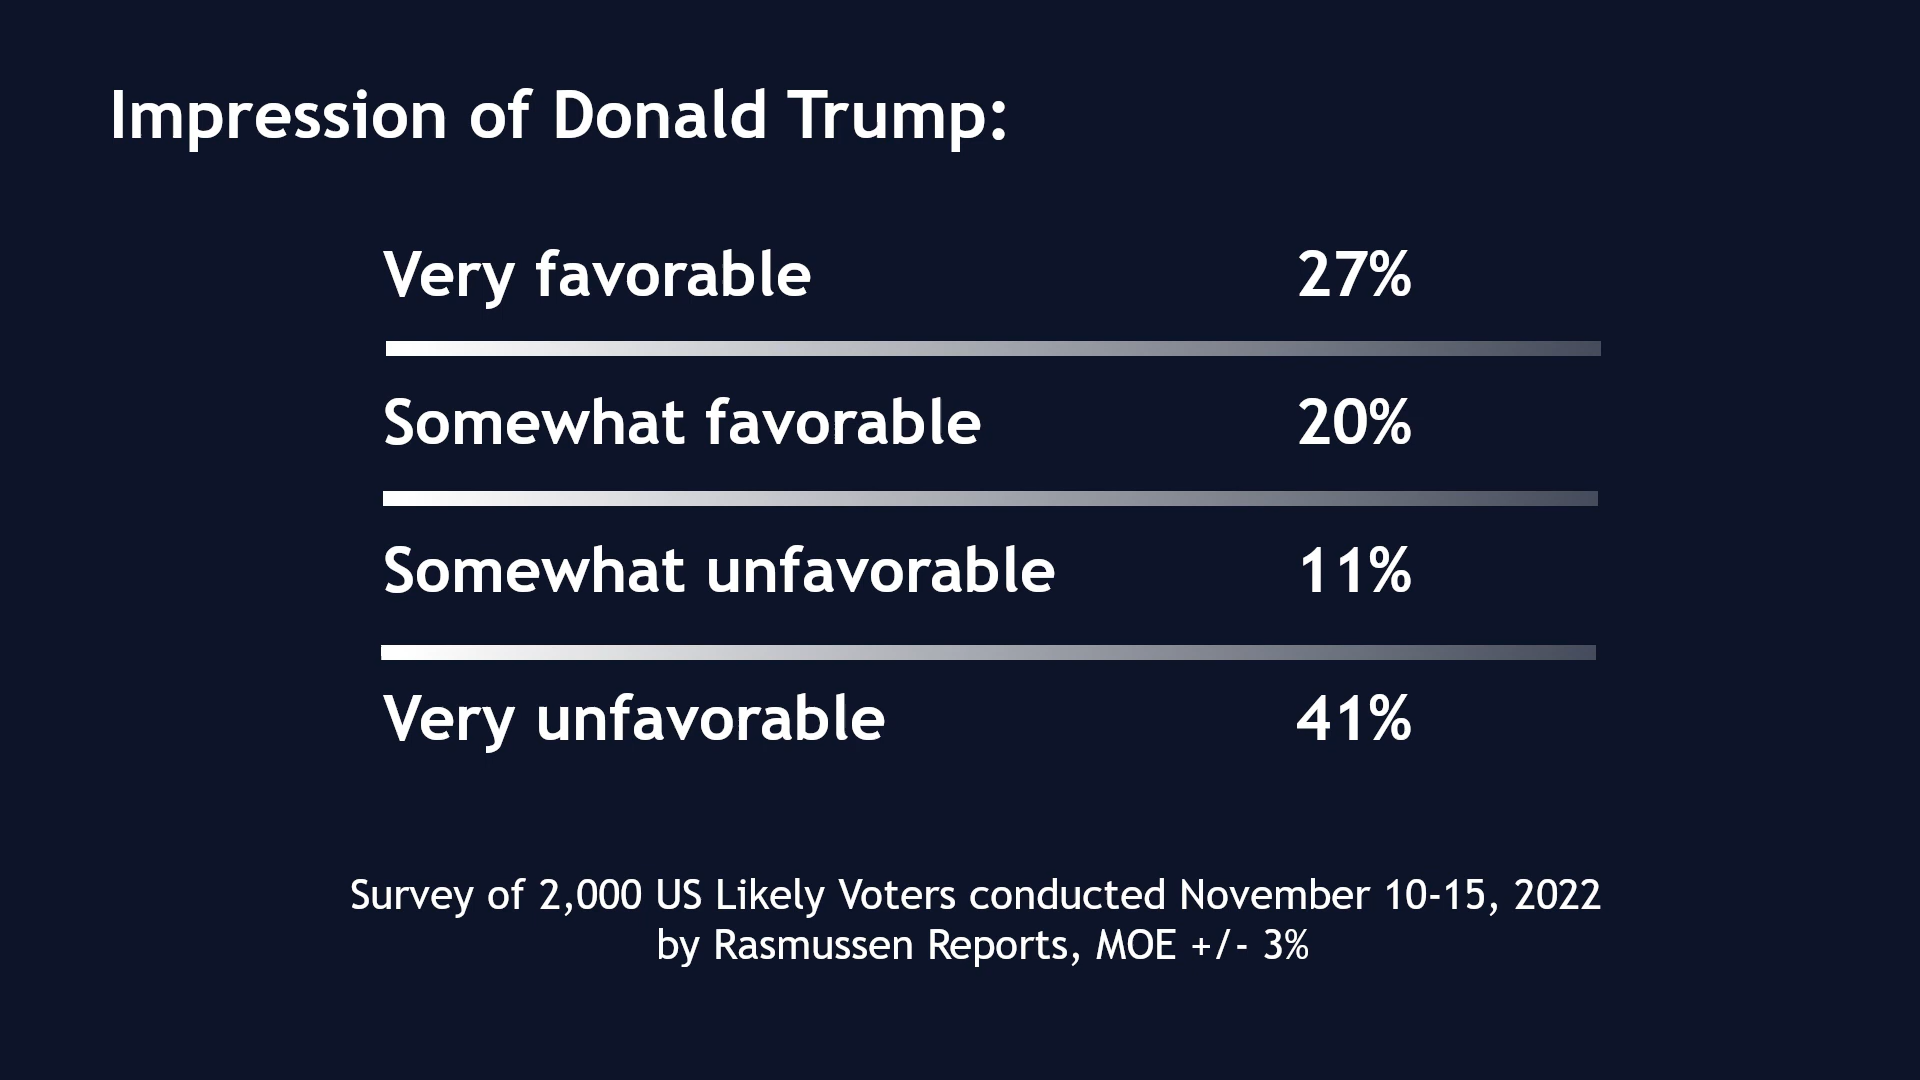 Impression of Donald Trump:
Very favorable 27%
Somewhat favorable 20%
Somewhat unfavorable 11%
Very unfavorable 41%
Survey of 2,000 US Likely Voters conducted November 10-15, 2022
by Rasmussen Reports, MOE +/- 3%